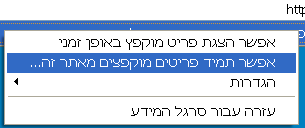 http
אפשר הצגת פריט מוקפץ באופן זמני
אפשר תמיד פריטים מוקפצים מאתר זה...
הגדרות
עזרה עבור סרגל המידע